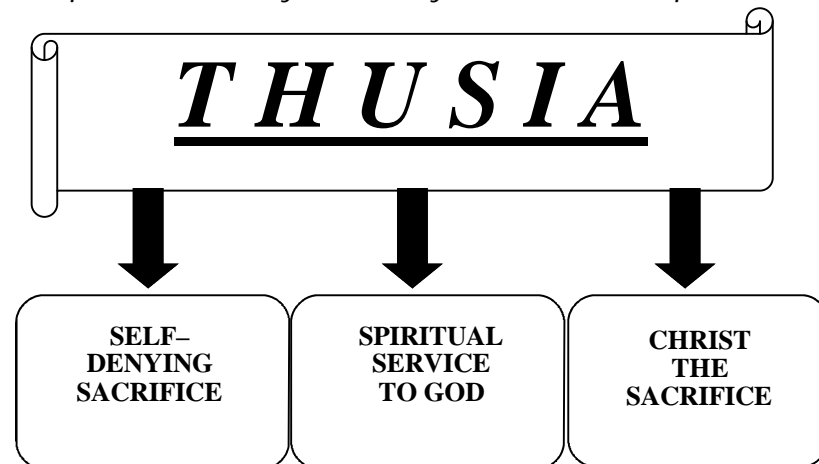 T H U S I A
SELF–
DENYING
SACRIFICE
SPIRITUAL
SERVICE
TO GOD
CHRIST
THE
SACRIFICE